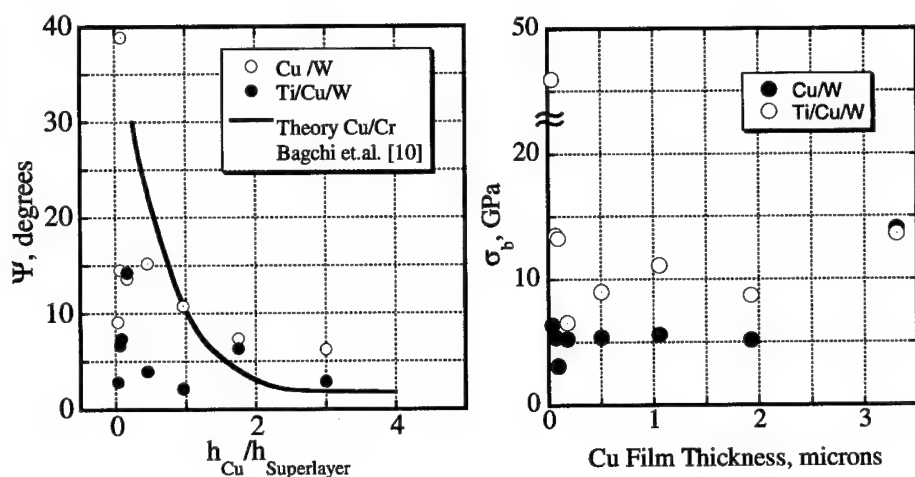 40
30
20
10
0
Ψ, degrees
Cu /W
Ti/Cu/W
Theory Cu/Cr
Bagchi et.al. [10]
0 1 2 4
h_Cu/h_Superlayer
50
20
10
0
σ_b, GPa
Cu/W
Ti/Cu/W
0 1 2 3
Cu Film Thickness, microns